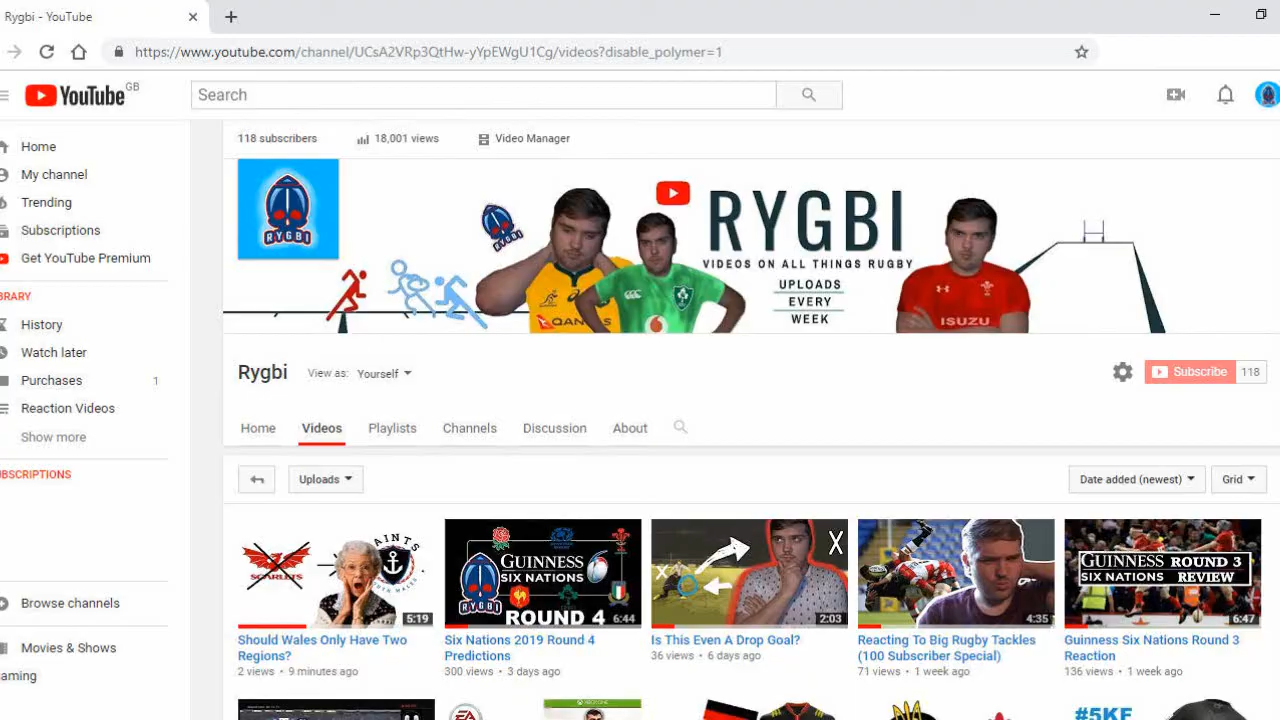 Rygbi - YouTube
https://www.youtube.com/channel/UCsA2VRp3QtHw-yYpEWgU1Cg/videos?disable_polymer=1
YouTube GB
Search
Home
My channel
Trending
Subscriptions
Get YouTube Premium
IBRARY
History
Watch later
Purchases 1
Reaction Videos
Show more
UBSCRIPTIONS
Browse channels
Movies & Shows
aming
118 subscribers 18,001 views Video Manager
RYGBI
RYGBI
VIDEOS ON ALL THINGS RUGBY
UPLOADS
EVERY
WEEK
QANTAS
ISUZU
Rygbi View as: Yourself
Subscribe 118
Home Videos Playlists Channels Discussion About
Uploads Date added (newest) Grid
SCARLETS
SAINTS
5:19
Should Wales Only Have Two
Regions?
2 views • 9 minutes ago
GUINNESS
SIX NATIONS
RYGBI
ROUND 4
6:44
Six Nations 2019 Round 4
Predictions
300 views • 3 days ago
X
X
2:03
Is This Even A Drop Goal?
36 views • 6 days ago
4:35
Reacting To Big Rugby Tackles
(100 Subscriber Special)
71 views • 1 week ago
GUINNESS ROUND 3
SIX NATIONS REVIEW
6:47
Guinness Six Nations Round 3
Reaction
136 views • 1 week ago
EA
XBOX ONE
#5KF